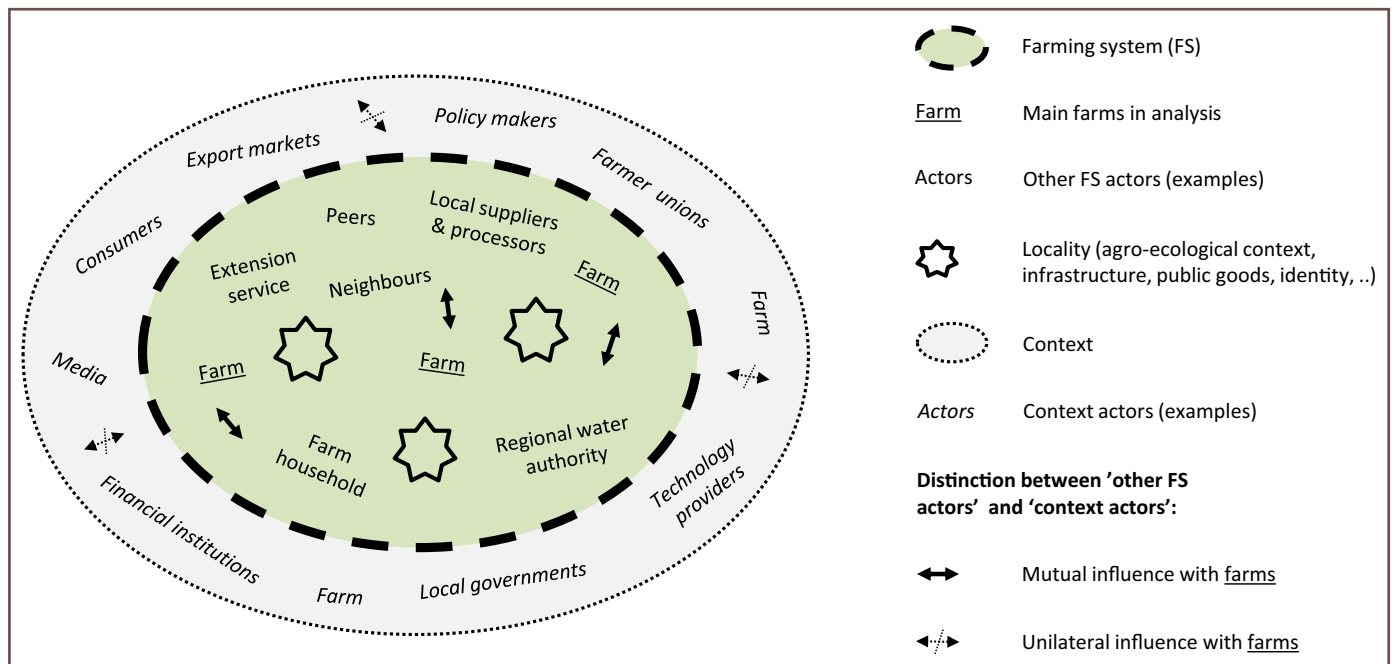 Policy makers
Export markets
Farmer unions
Consumers
Peers
Local suppliers
& processors
Extension
service
Neighbours
Farm
Farm
Media
Farm
Farm
Farm
household
Regional water
authority
Technology
providers
Financial institutions
Farm
Local governments
Farming system (FS)
Farm Main farms in analysis
Actors Other FS actors (examples)
Locality (agro-ecological context,
infrastructure, public goods, identity, ..)
Context
Actors Context actors (examples)
Distinction between ’other FS
actors’ and ‘context actors’:
Mutual influence with farms
Unilateral influence with farms